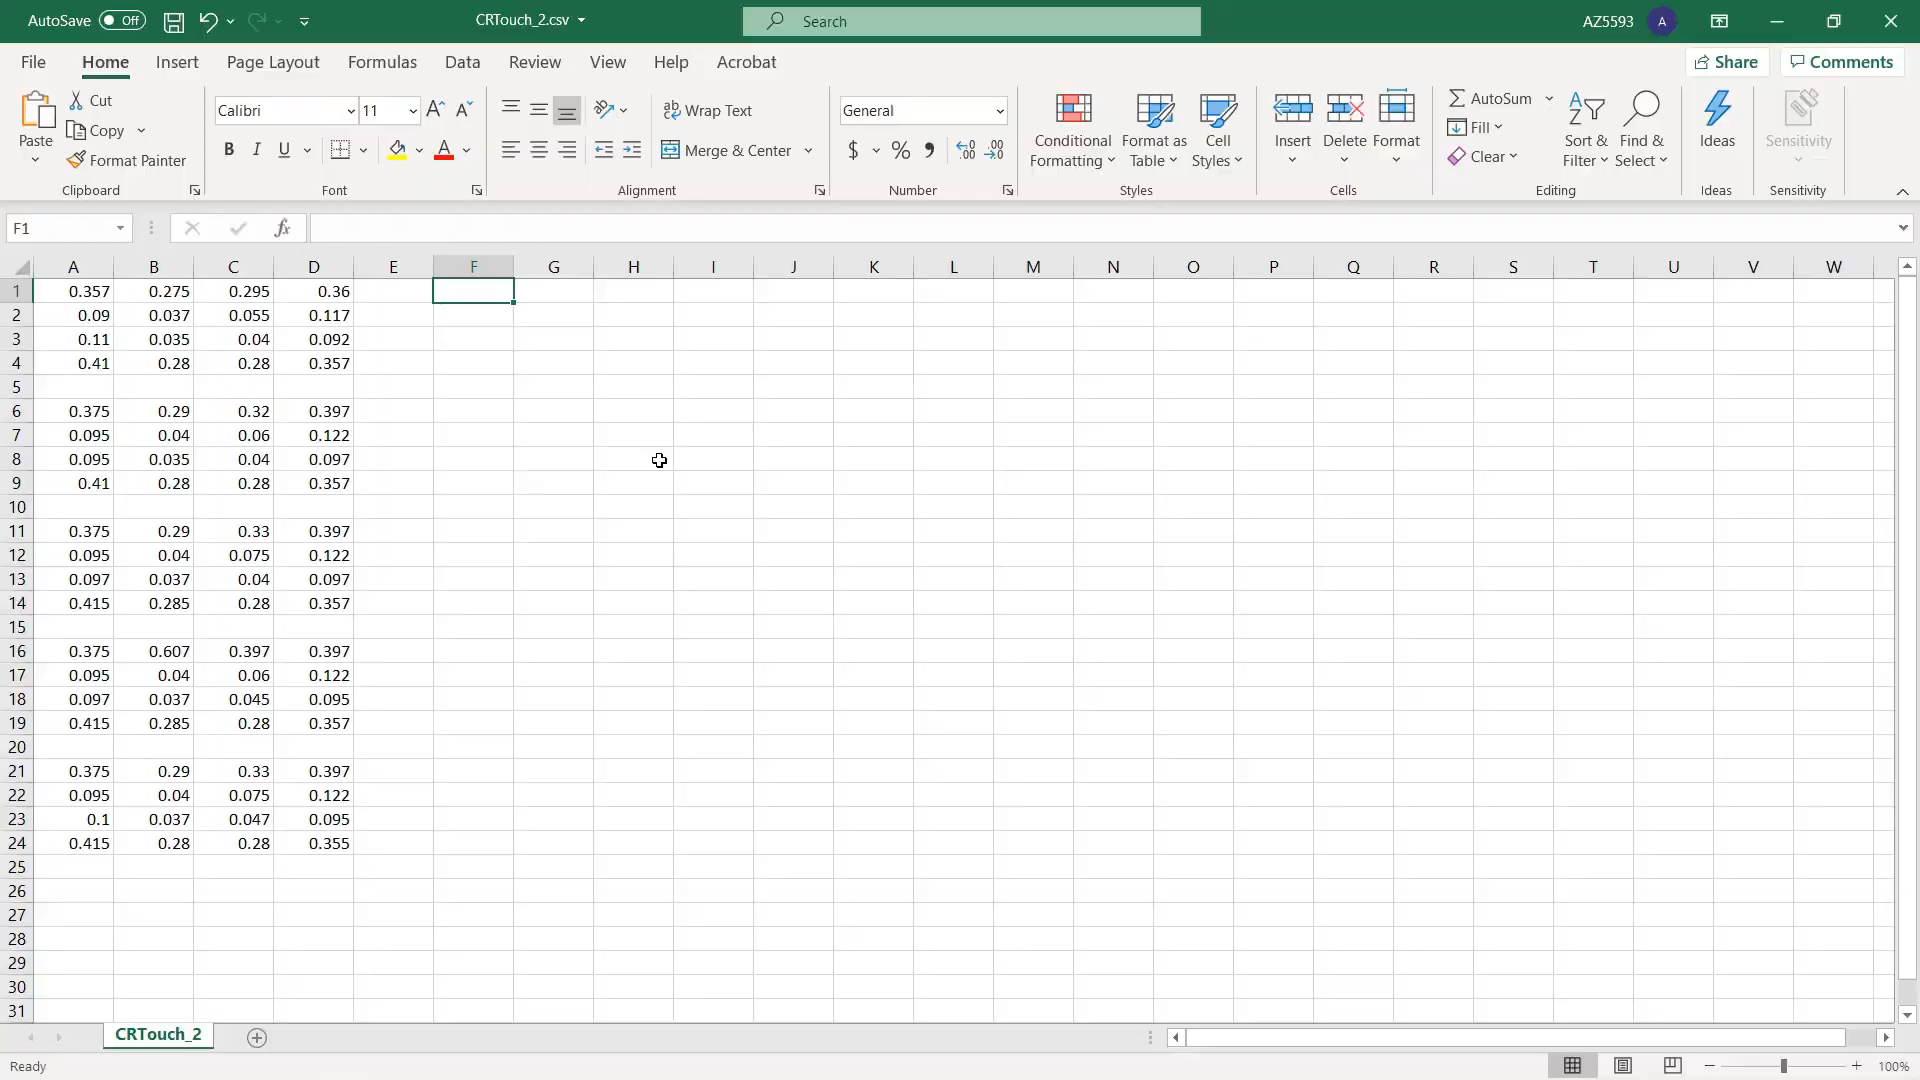 AutoSave Off CRTouch_2.csv Search AZ5593 A
File Home Insert Page Layout Formulas Data Review View Help Acrobat Share Comments
Paste
Cut
Copy
Format Painter
Clipboard
Calibri 11
B I U A
Font
Wrap Text
Merge & Center
Alignment
General
$ %
Number
Conditional Formatting
Format as Table
Cell Styles
Styles
Insert Delete Format
Cells
AutoSum
Fill
Clear
Sort & Filter
Find & Select
Editing
Ideas
Ideas
Sensitivity
Sensitivity
F1 fx
A B C D E F G H I J K L M N O P Q R S T U V W
1 0.357 0.275 0.295 0.36
2 0.09 0.037 0.055 0.117
3 0.11 0.035 0.04 0.092
4 0.41 0.28 0.28 0.357
5
6 0.375 0.29 0.32 0.397
7 0.095 0.04 0.06 0.122
8 0.095 0.035 0.04 0.097
9 0.41 0.28 0.28 0.357
10
11 0.375 0.29 0.33 0.397
12 0.095 0.04 0.075 0.122
13 0.097 0.037 0.04 0.097
14 0.415 0.285 0.28 0.357
15
16 0.375 0.607 0.397 0.397
17 0.095 0.04 0.06 0.122
18 0.097 0.037 0.045 0.095
19 0.415 0.285 0.28 0.357
20
21 0.375 0.29 0.33 0.397
22 0.095 0.04 0.075 0.122
23 0.1 0.037 0.047 0.095
24 0.415 0.28 0.28 0.355
25
26
27
28
29
30
31
CRTouch_2
Ready 100%